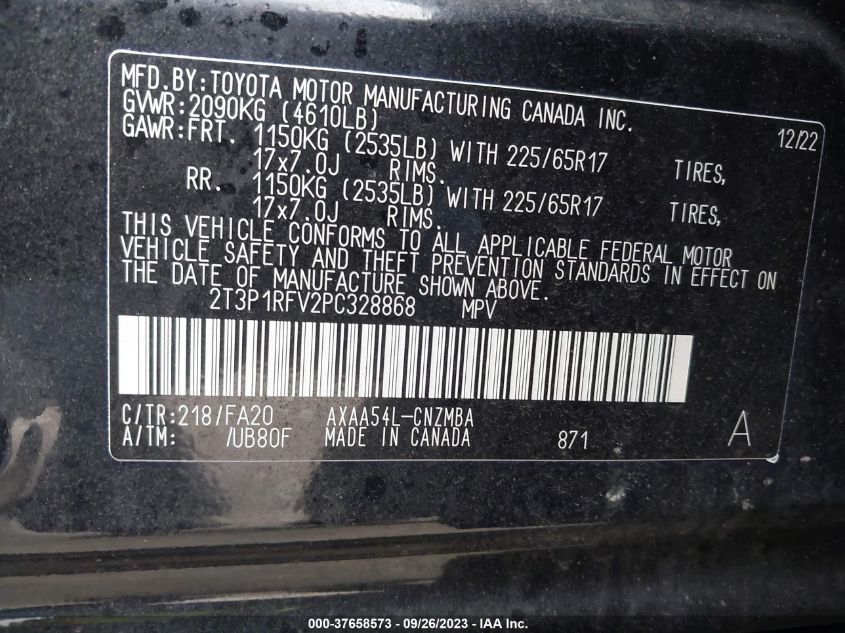 MFD.BY:TOYOTA MOTOR MANUFACTURING CANADA INC.
GVWR:2090KG (4610LB) 12/22
GAWR:FRT. 1150KG (2535LB) WITH 225/65R17 TIRES,
17x7.0J RIMS.
RR. 1150KG (2535LB) WITH 225/65R17 TIRES,
17x7.0J RIMS.
THIS VEHICLE CONFORMS TO ALL APPLICABLE FEDERAL MOTOR
VEHICLE SAFETY AND THEFT PREVENTION STANDARDS IN EFFECT ON
THE DATE OF MANUFACTURE SHOWN ABOVE.
2T3P1RFV2PC328868 MPV
C/TR:218/FA20 AXAA54L-CNZMBA
A/TM: /UB80F MADE IN CANADA 871 A
000-37658573 — 09/26/2023 — IAA Inc.